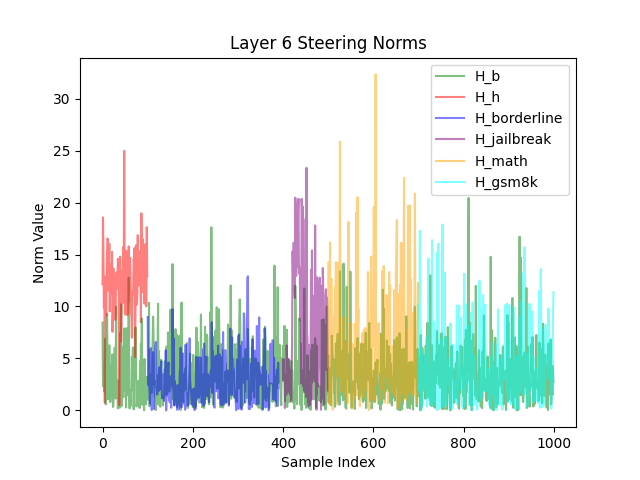 Layer 6 Steering Norms
H_b
H_h
H_borderline
H_jailbreak
H_math
H_gsm8k
Norm Value
30
25
20
15
10
5
0
0 200 400 600 800 1000
Sample Index